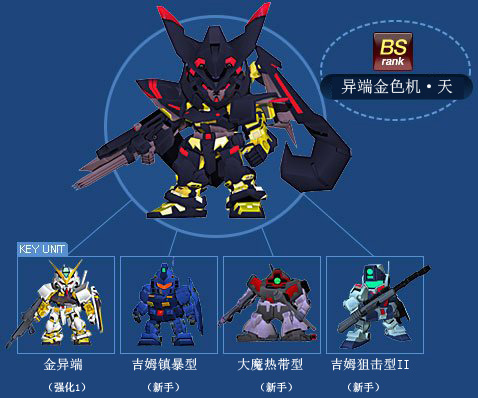 BS
rank
异端金色机·天
KEY UNIT
金异端
（强化1）
吉姆镇暴型
（新手）
大魔热带型
（新手）
吉姆狙击型II
（新手）